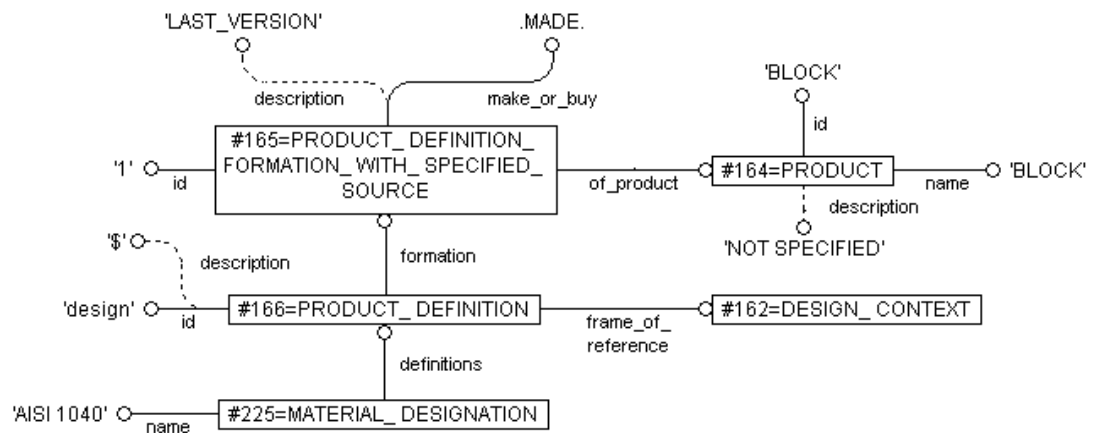 'LAST_VERSION'
.MADE.
description
make_or_buy
'BLOCK'
id
#165=PRODUCT_ DEFINITION_
FORMATION_ WITH_ SPECIFIED_
SOURCE
'1'
id
of_product
#164=PRODUCT
name
'BLOCK'
description
'NOT SPECIFIED'
'$'
description
formation
'design'
id
#166=PRODUCT_ DEFINITION
frame_of_
reference
#162=DESIGN_ CONTEXT
definitions
'AISI 1040'
name
#225=MATERIAL_ DESIGNATION